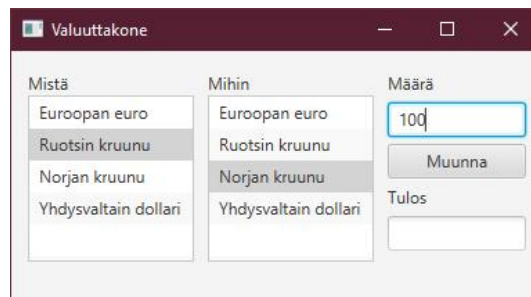 Valuuttakone
Mistä
Euroopan euro
Ruotsin kruunu
Norjan kruunu
Yhdysvaltain dollari
Mihin
Euroopan euro
Ruotsin kruunu
Norjan kruunu
Yhdysvaltain dollari
Määrä
100
Muunna
Tulos